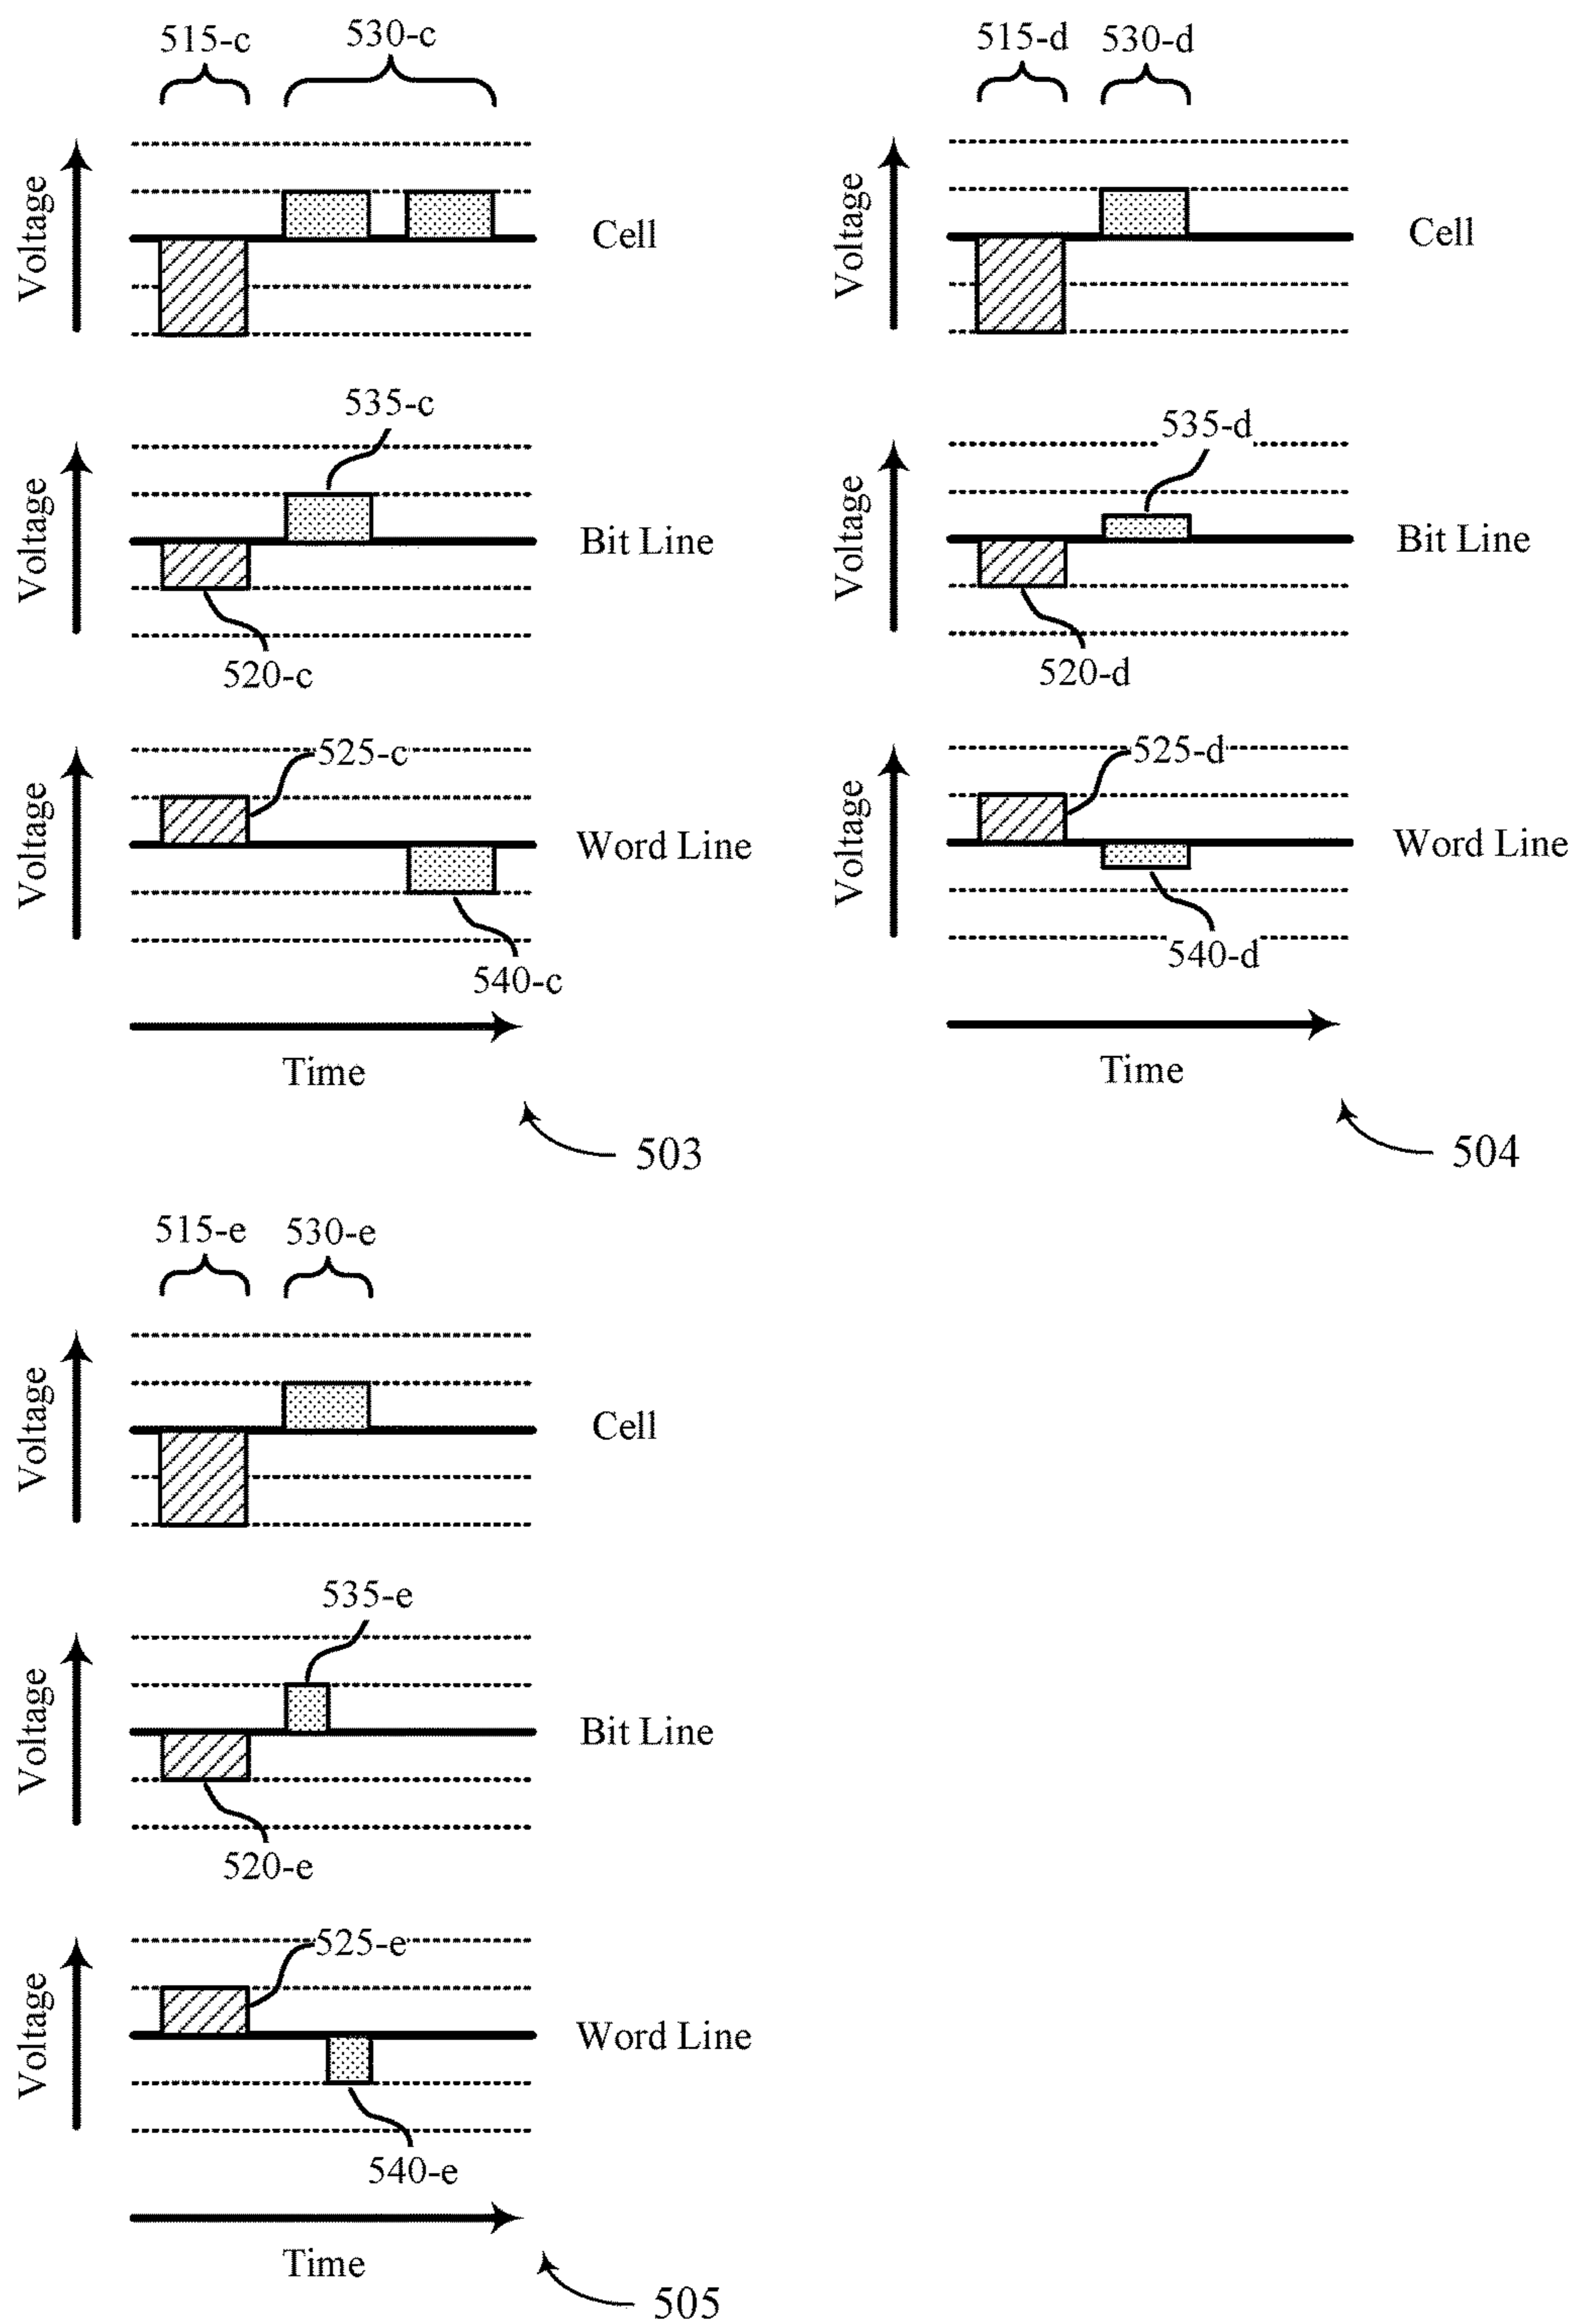 515-c
530-c
Voltage
Cell
535-c
Voltage
Bit Line
520-c
525-c
Voltage
Word Line
540-c
Time
503
515-d
530-d
Voltage
Cell
535-d
Voltage
Bit Line
520-d
525-d
Voltage
Word Line
540-d
Time
504
515-e
530-e
Voltage
Cell
535-e
Voltage
Bit Line
520-e
525-e
Voltage
Word Line
540-e
Time
505